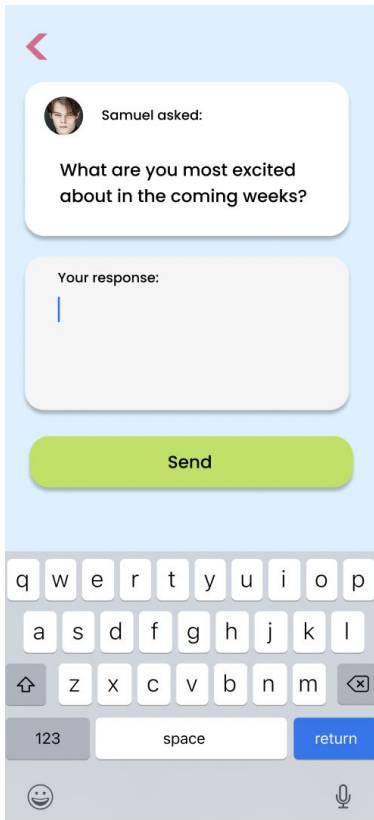 Samuel asked:
What are you most excited
about in the coming weeks?
Your response:
Send
q w e r t y u i o p
a s d f g h j k l
z x c v b n m
123 space return